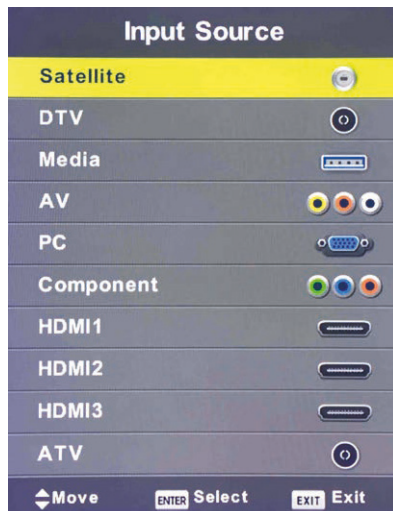 Input Source
Satellite
DTV
Media
AV
PC
Component
HDMI1
HDMI2
HDMI3
ATV
Move ENTER Select EXIT Exit